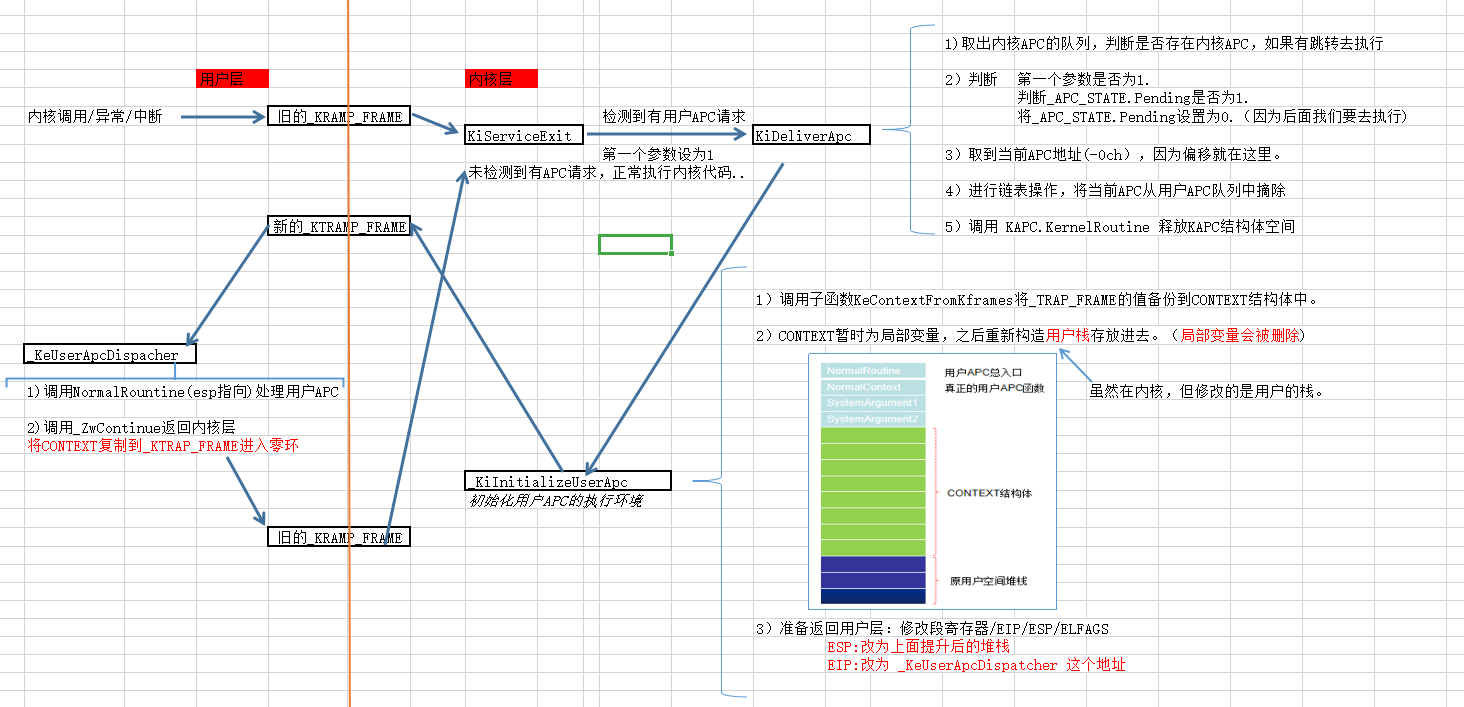 用户层
内核层
内核调用/异常/中断
旧的_KRAMP_FRAME
KiServiceExit
检测到有用户APC请求
第一个参数设为1
未检测到有APC请求，正常执行内核代码..
KiDeliverApc
1)取出内核APC的队列，判断是否存在内核APC，如果有跳转去执行
2）判断 第一个参数是否为1.
判断_APC_STATE.Pending是否为1.
将_APC_STATE.Pending设置为0.（因为后面我们要去执行)
3）取到当前APC地址(-0ch），因为偏移就在这里。
4）进行链表操作，将当前APC从用户APC队列中摘除
5）调用 KAPC.KernelRoutine 释放KAPC结构体空间
新的_KTRAMP_FRAME
_KeUserApcDispacher
1)调用NormalRountine(esp指向)处理用户APC
2)调用_ZwContinue返回内核层
将CONTEXT复制到_KTRAP_FRAME进入零环
旧的_KRAMP_FRAME
_KiInitializeUserApc
初始化用户APC的执行环境
1）调用子函数KeContextFromKframes将_TRAP_FRAME的值备份到CONTEXT结构体中。
2）CONTEXT暂时为局部变量，之后重新构造用户栈存放进去。（局部变量会被删除)
虽然在内核，但修改的是用户的栈。
NormalRoutine 用户APC总入口
NormalContext 真正的用户APC函数
SystemArgument1
SystemArgument2
CONTEXT结构体
原用户空间堆栈
3）准备返回用户层：修改段寄存器/EIP/ESP/ELFAGS
ESP:改为上面提升后的堆栈
EIP:改为 _KeUserApcDispatcher 这个地址